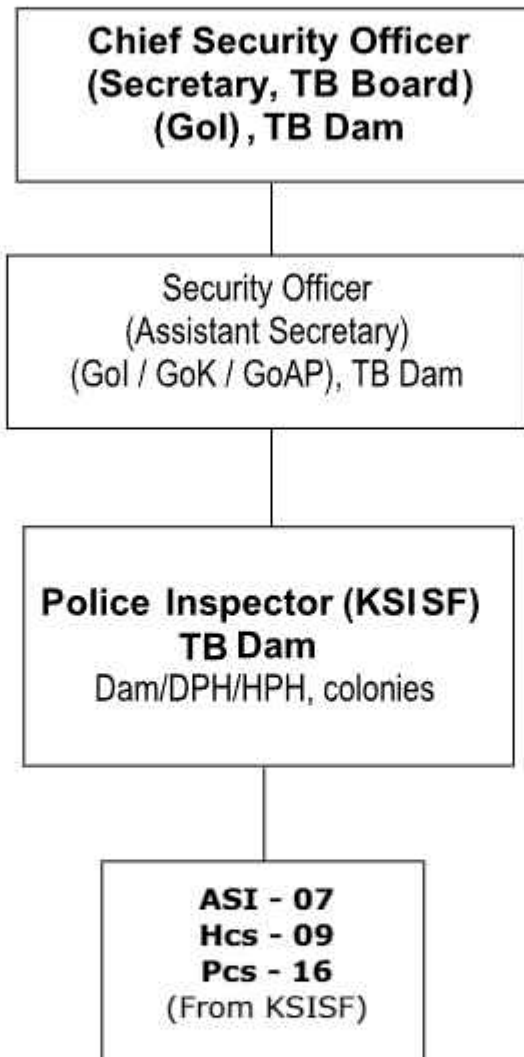 Chief Security Officer
(Secretary, TB Board)
(GoI), TB Dam
Security Officer
(Assistant Secretary)
(GoI / GoK / GoAP), TB Dam
Police Inspector (KSISF)
TB Dam
Dam/DPH/HPH, colonies
ASI - 07
Hcs - 09
Pcs - 16
(From KSISF)